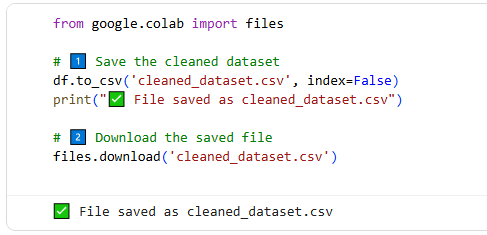 from google.colab import files
# 1️⃣ Save the cleaned dataset
df.to_csv('cleaned_dataset.csv', index=False)
print("✅ File saved as cleaned_dataset.csv")
# 2️⃣ Download the saved file
files.download('cleaned_dataset.csv')
✅ File saved as cleaned_dataset.csv